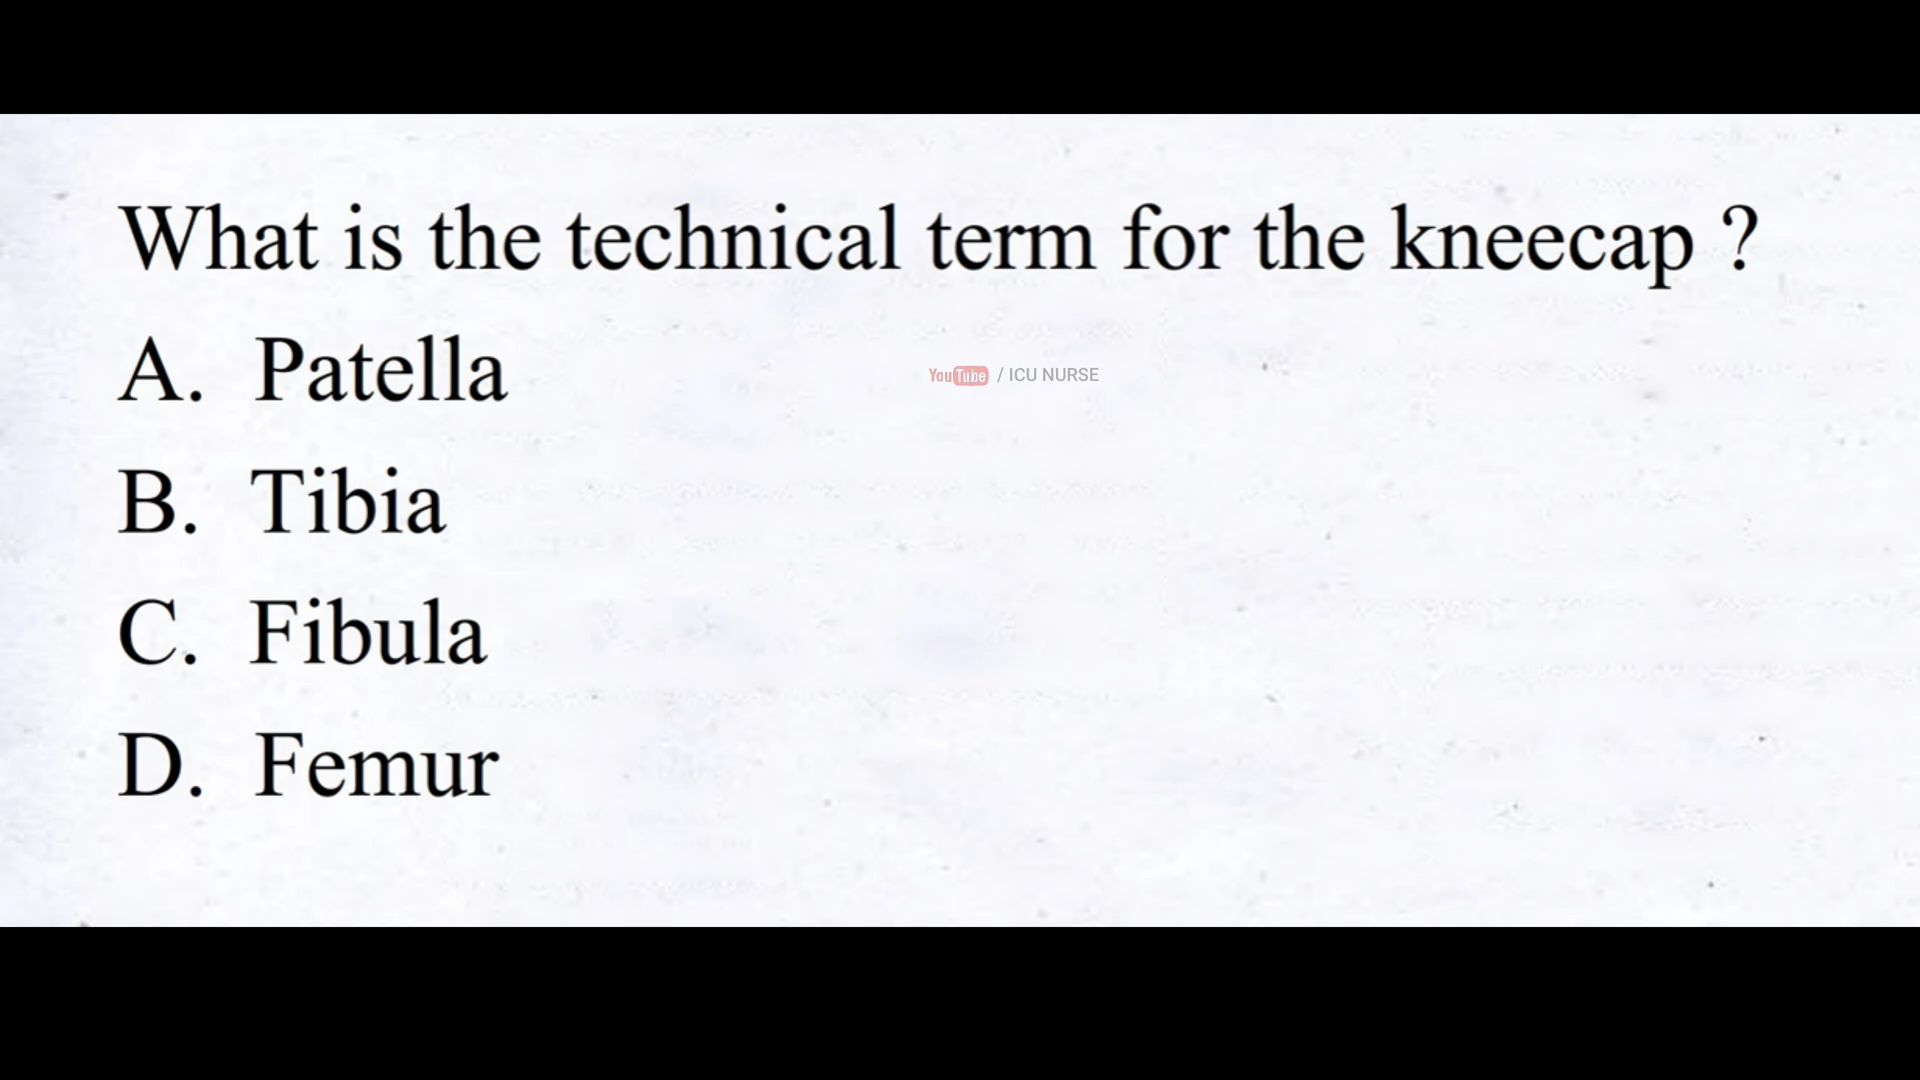 What is the technical term for the kneecap ?
A. Patella
YouTube / ICU NURSE
B. Tibia
C. Fibula
D. Femur